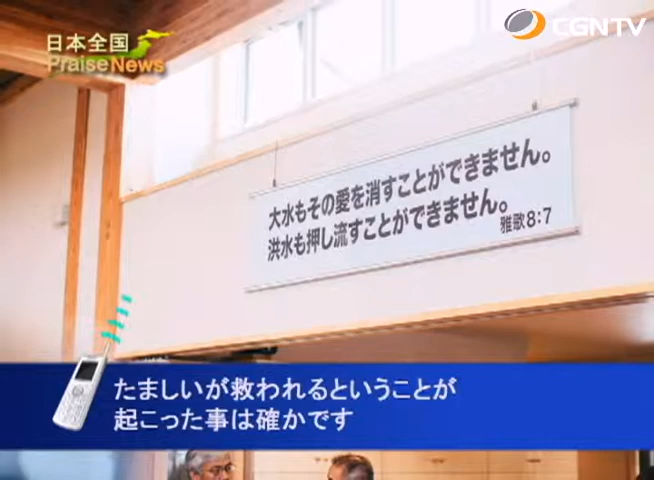 日本全国
PraiseNews
CGNTV
大水もその愛を消すことができません。
洪水も押し流すことができません。
雅歌8:7
たましいが救われるということが
起こった事は確かです